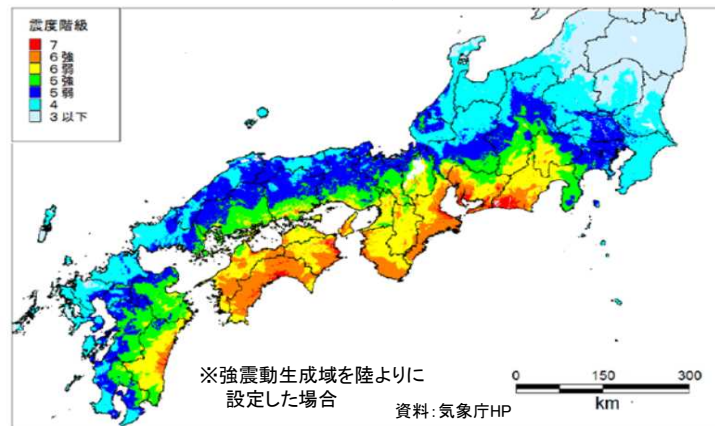 震度階級
7
6強
6弱
5強
5弱
4
3以下
※強震動生成域を陸よりに
設定した場合
資料：気象庁HP
0 150 300
km